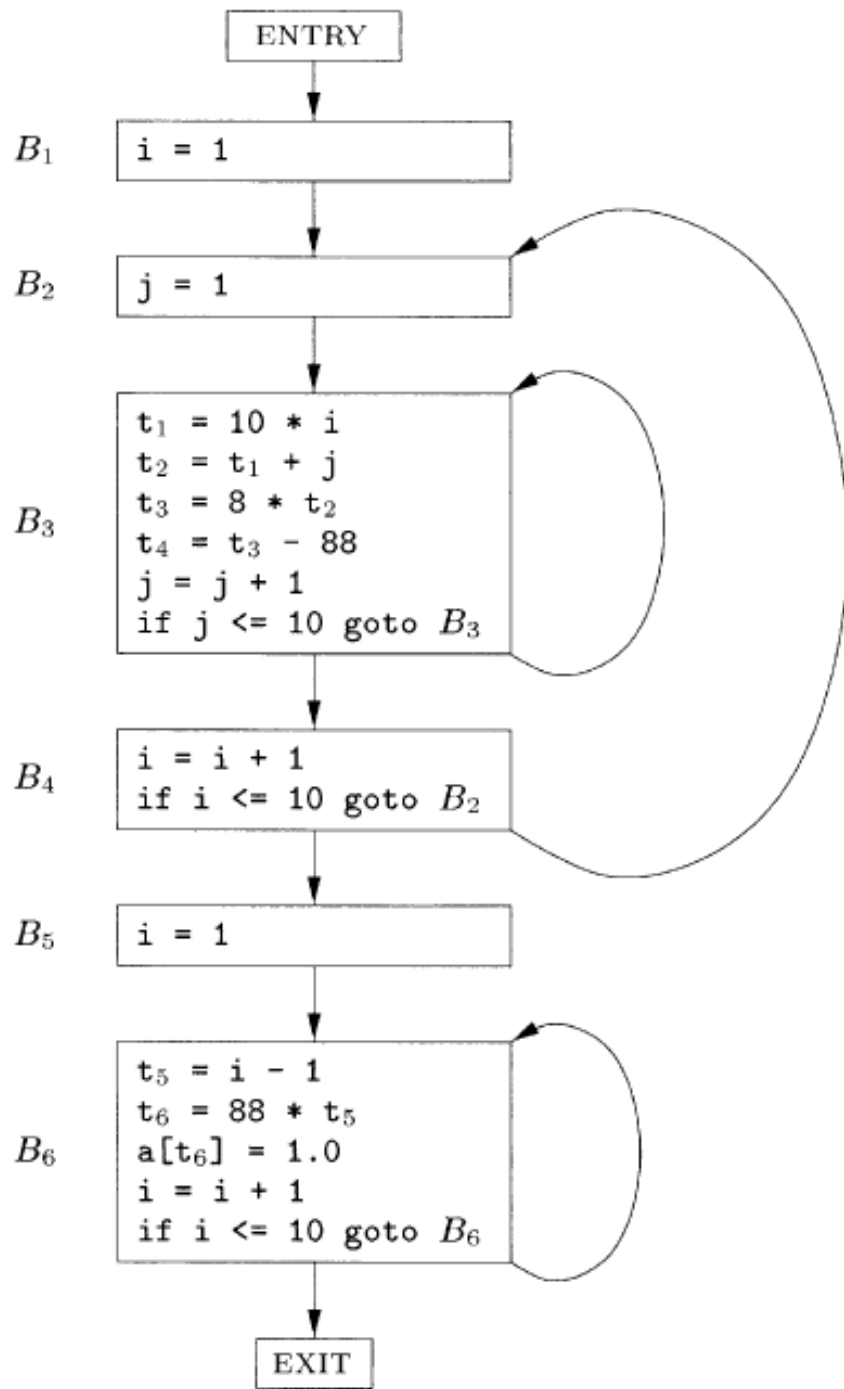 ENTRY
B₁ i = 1
B₂ j = 1
B₃
t₁ = 10 * i
t₂ = t₁ + j
t₃ = 8 * t₂
t₄ = t₃ - 88
j = j + 1
if j <= 10 goto B₃
B₄
i = i + 1
if i <= 10 goto B₂
B₅ i = 1
B₆
t₅ = i - 1
t₆ = 88 * t₅
a[t₆] = 1.0
i = i + 1
if i <= 10 goto B₆
EXIT